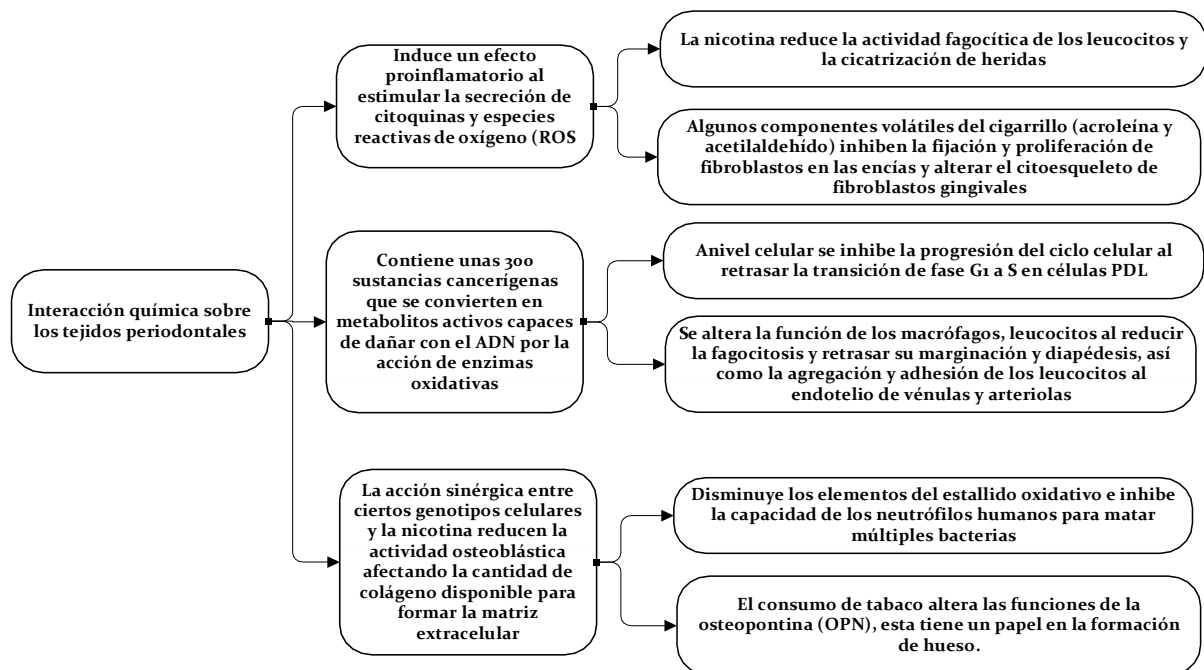 Interacción química sobre
los tejidos periodontales
Induce un efecto
proinflamatorio al
estimular la secreción de
citoquinas y especies
reactivas de oxígeno (ROS
La nicotina reduce la actividad fagocítica de los leucocitos y
la cicatrización de heridas
Algunos componentes volátiles del cigarrillo (acroleína y
acetilaldehído) inhiben la fijación y proliferación de
fibroblastos en las encías y alterar el citoesqueleto de
fibroblastos gingivales
Contiene unas 300
sustancias cancerígenas
que se convierten en
metabolitos activos capaces
de dañar con el ADN por la
acción de enzimas
oxidativas
Anivel celular se inhibe la progresión del ciclo celular al
retrasar la transición de fase G1 a S en células PDL
Se altera la función de los macrófagos, leucocitos al reducir
la fagocitosis y retrasar su marginación y diapédesis, así
como la agregación y adhesión de los leucocitos al
endotelio de vénulas y arteriolas
La acción sinérgica entre
ciertos genotipos celulares
y la nicotina reducen la
actividad osteoblástica
afectando la cantidad de
colágeno disponible para
formar la matriz
extracelular
Disminuye los elementos del estallido oxidativo e inhibe
la capacidad de los neutrófilos humanos para matar
múltiples bacterias
El consumo de tabaco altera las funciones de la
osteopontina (OPN), esta tiene un papel en la formación
de hueso.